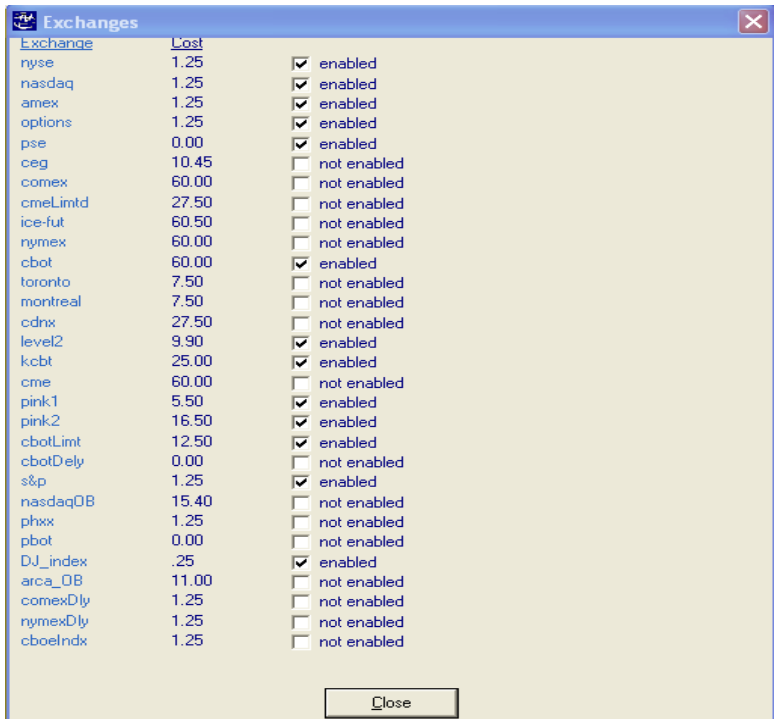 Exchanges
Exchange Cost
nyse 1.25 enabled
nasdaq 1.25 enabled
amex 1.25 enabled
options 1.25 enabled
pse 0.00 enabled
ceg 10.45 not enabled
comex 60.00 not enabled
cmeLimtd 27.50 not enabled
ice-fut 60.50 not enabled
nymex 60.00 not enabled
cbot 60.00 enabled
toronto 7.50 not enabled
montreal 7.50 not enabled
cdnx 27.50 not enabled
level2 9.90 enabled
kcbt 25.00 enabled
cme 60.00 not enabled
pink1 5.50 enabled
pink2 16.50 enabled
cbotLimt 12.50 enabled
cbotDely 0.00 not enabled
s&p 1.25 enabled
nasdaqOB 15.40 not enabled
phxx 1.25 not enabled
pbot 0.00 not enabled
DJ_index .25 enabled
arca_OB 11.00 not enabled
comexDly 1.25 not enabled
nymexDly 1.25 not enabled
cboeIndx 1.25 not enabled
Close